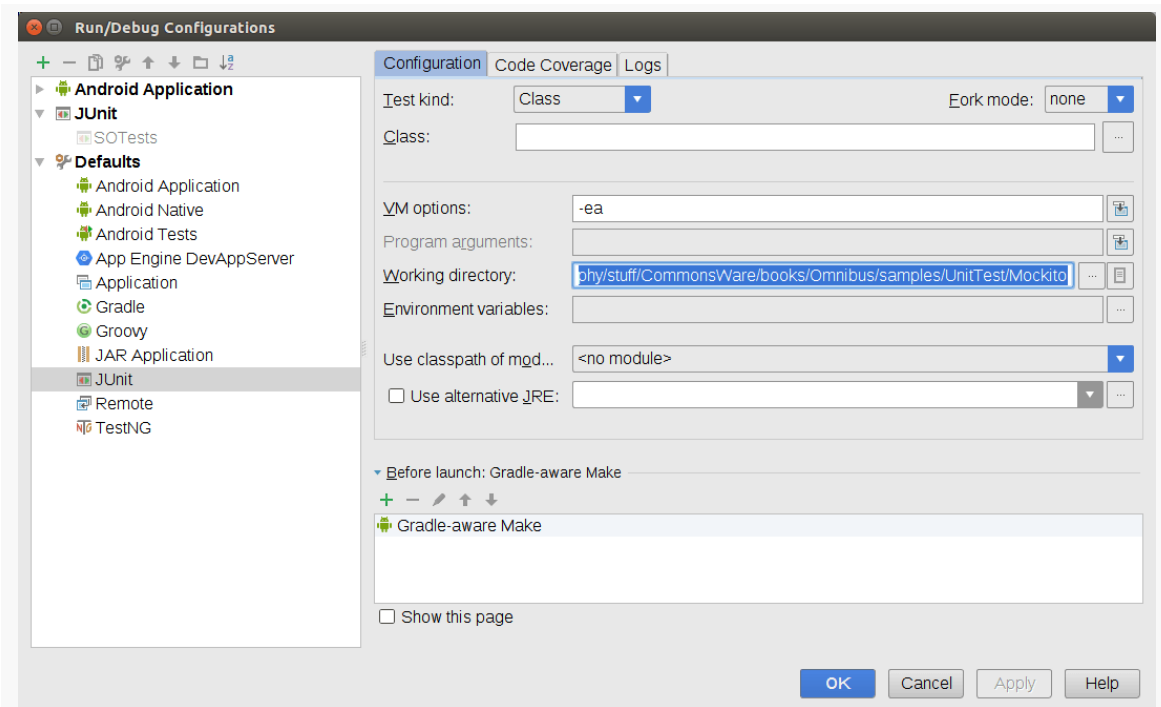 Run/Debug Configurations
Android Application
JUnit
SOTests
Defaults
Android Application
Android Native
Android Tests
App Engine DevAppServer
Application
Gradle
Groovy
JAR Application
JUnit
Remote
TestNG
Configuration Code Coverage Logs
Test kind: Class Fork mode: none
Class:
VM options: -ea
Program arguments:
Working directory: phy/stuff/CommonsWare/books/Omnibus/samples/UnitTest/Mockito
Environment variables:
Use classpath of mod... <no module>
Use alternative JRE:
Before launch: Gradle-aware Make
Gradle-aware Make
Show this page
OK Cancel Apply Help